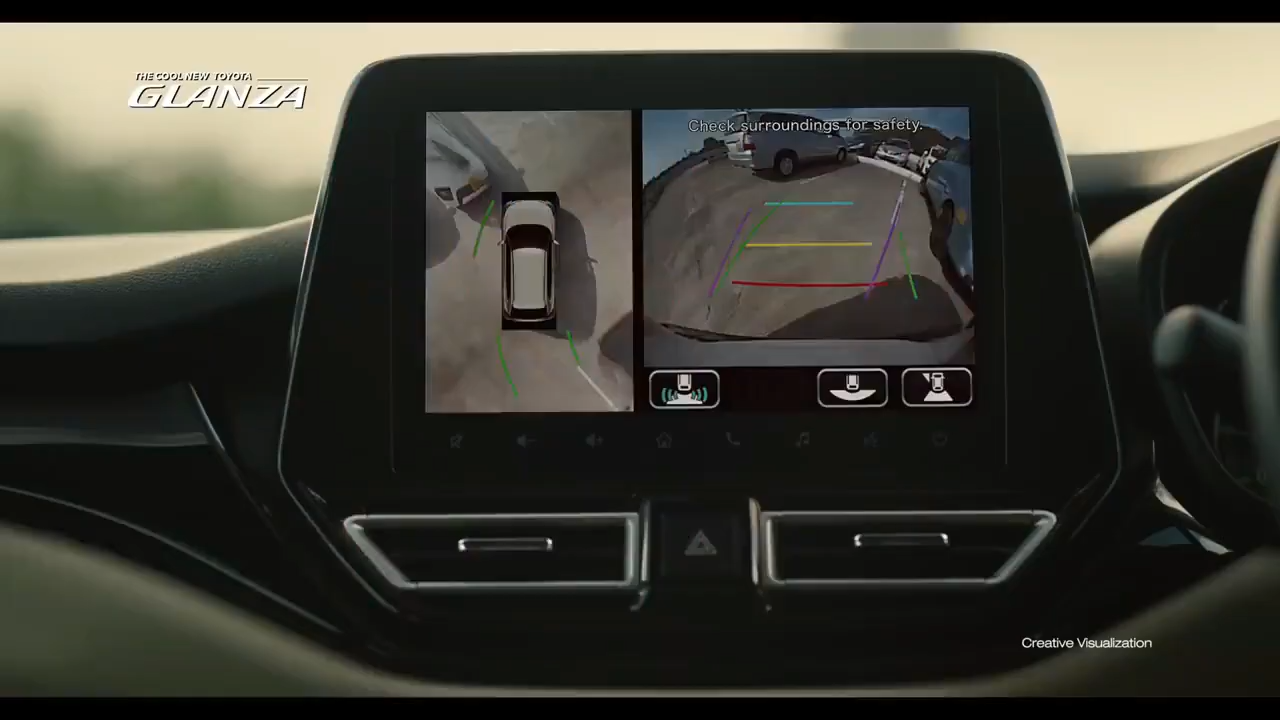 THE COOL NEW TOYOTA
GLANZA
Check surroundings for safety.
Creative Visualization